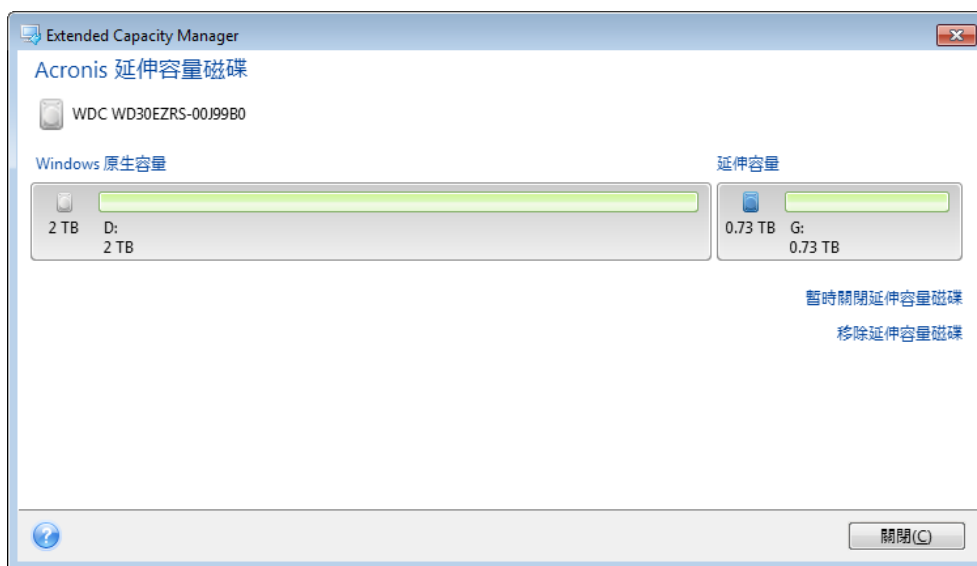 Extended Capacity Manager
Acronis 延伸容量磁碟
WDC WD30EZRS-00J99B0
Windows 原生容量
延伸容量
2 TB
D:
2 TB
0.73 TB
G:
0.73 TB
暫時關閉延伸容量磁碟
移除延伸容量磁碟
關閉(C)